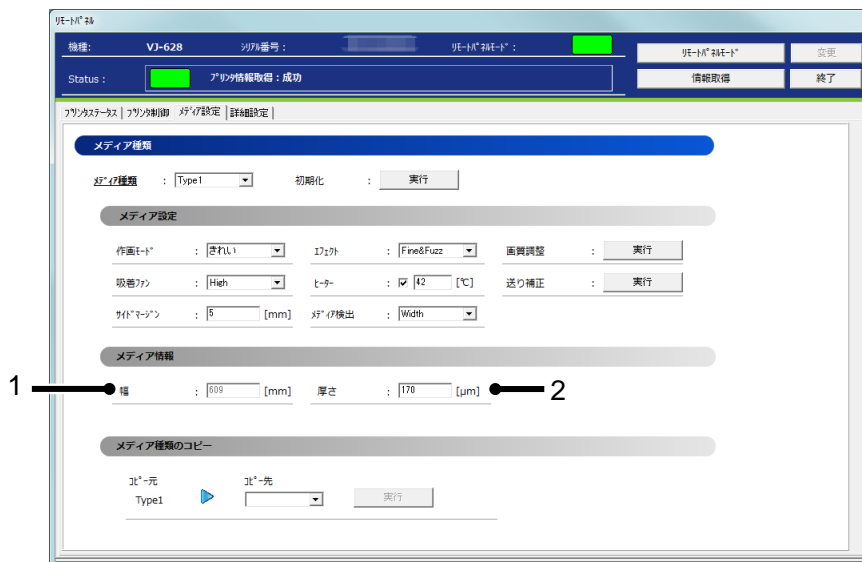 ﾘﾓｰﾄﾊﾟﾈﾙ
機種: VJ-628 ｼﾘｱﾙ番号： ﾘﾓｰﾄﾊﾟﾈﾙﾓｰﾄﾞ： ﾘﾓｰﾄﾊﾟﾈﾙﾓｰﾄﾞ 変更
Status： ﾌﾟﾘﾝﾀ情報取得：成功 情報取得 終了
ﾌﾟﾘﾝﾀｽﾃｰﾀｽ ﾌﾟﾘﾝﾀ制御 ﾒﾃﾞｨｱ設定 詳細設定
メディア種類
ﾒﾃﾞｨｱ種類 ： Type1 初期化 ： 実行
メディア設定
作画ﾓｰﾄﾞ ： きれい ｴﾌｪｸﾄ ： Fine&Fuzz 画質調整 ： 実行
吸着ﾌｧﾝ ： High ﾋｰﾀｰ ： 42 [℃] 送り補正 ： 実行
ｻｲﾄﾞﾏｰｼﾞﾝ ： 5 [mm] ﾒﾃﾞｨｱ検出 ： Width
メディア情報
1 幅 ： 609 [mm] 厚さ ： 170 [μm] 2
メディア種類のコピー
ｺﾋﾟｰ元 ｺﾋﾟｰ先
Type1 実行